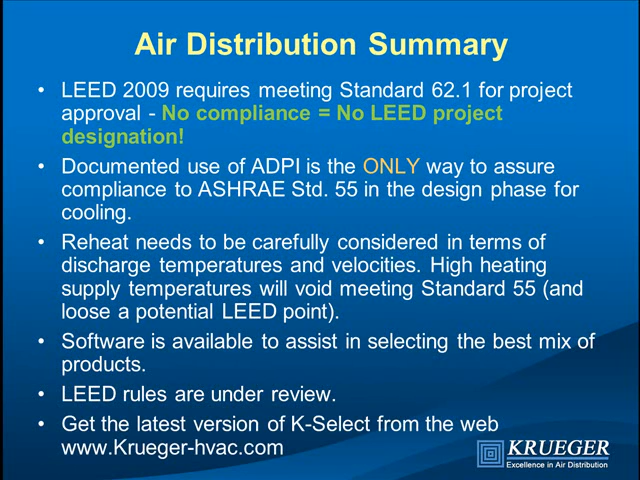 Air Distribution Summary
• LEED 2009 requires meeting Standard 62.1 for project
approval - No compliance = No LEED project
designation!
• Documented use of ADPI is the ONLY way to assure
compliance to ASHRAE Std. 55 in the design phase for
cooling.
• Reheat needs to be carefully considered in terms of
discharge temperatures and velocities. High heating
supply temperatures will void meeting Standard 55 (and
loose a potential LEED point).
• Software is available to assist in selecting the best mix of
products.
• LEED rules are under review.
• Get the latest version of K-Select from the web
www.Krueger-hvac.com
KRUEGER
Excellence in Air Distribution